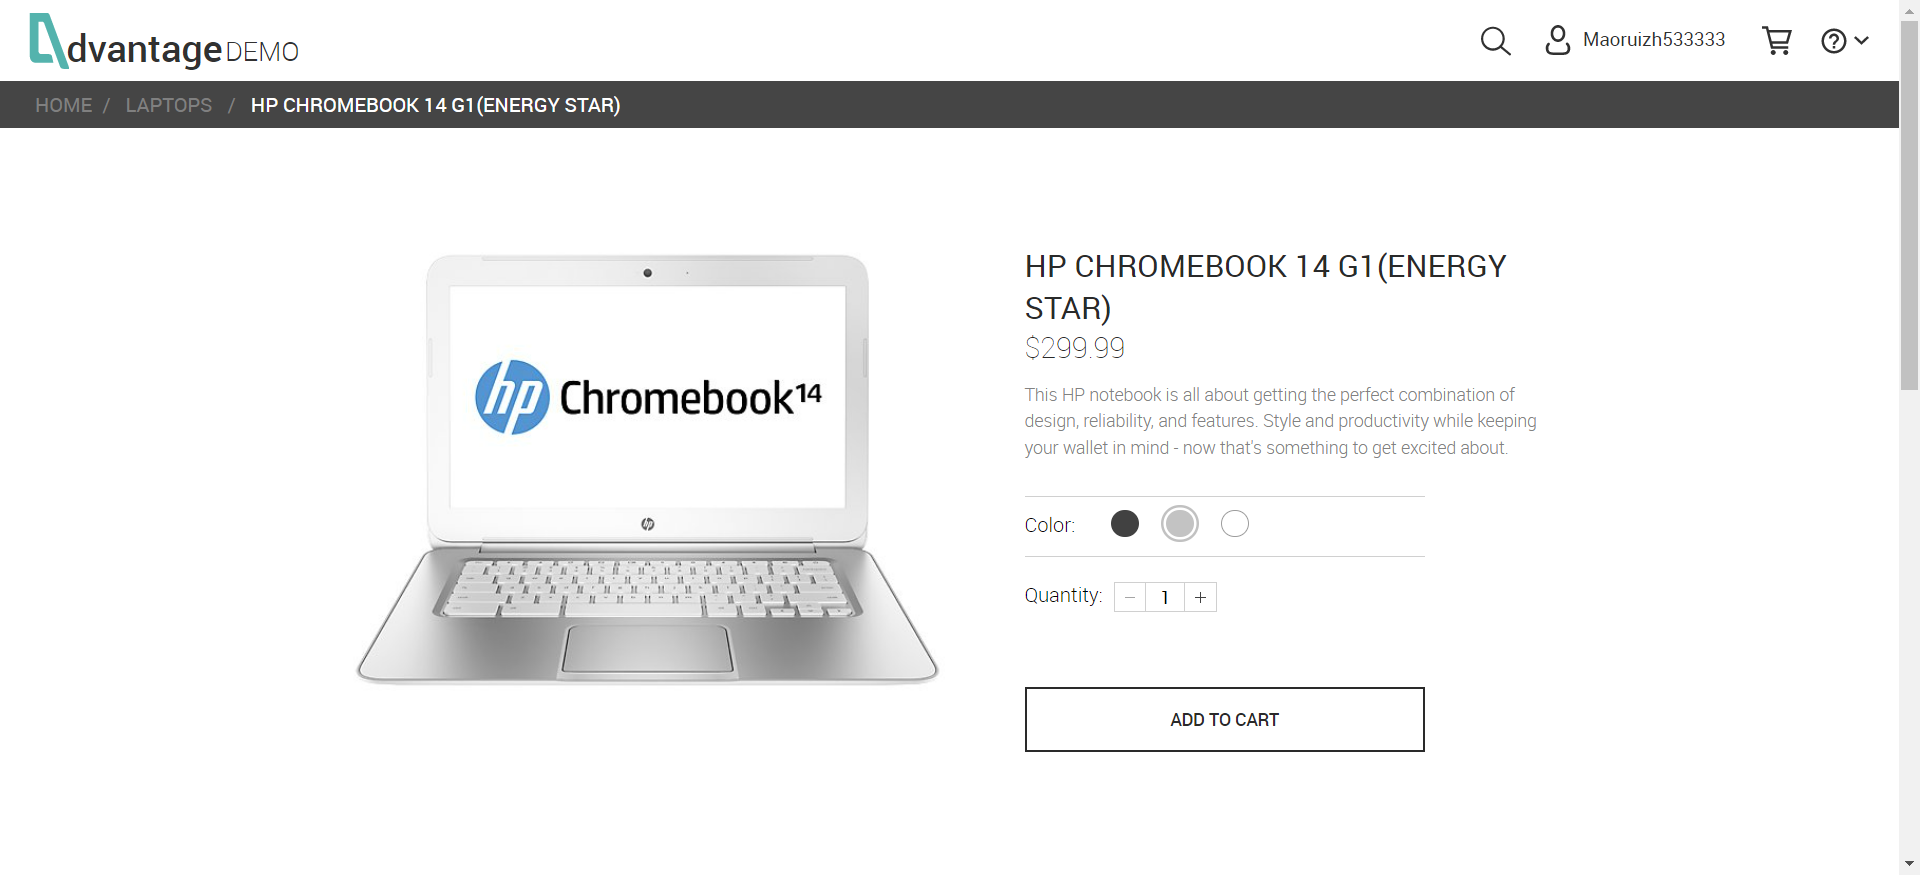 dvantage DEMO
Maoruizh533333
HOME / LAPTOPS / HP CHROMEBOOK 14 G1(ENERGY STAR)
hp Chromebook14
hp
HP CHROMEBOOK 14 G1(ENERGY
STAR)
$299.99
This HP notebook is all about getting the perfect combination of
design, reliability, and features. Style and productivity while keeping
your wallet in mind - now that's something to get excited about.
Color:
Quantity: − 1 +
ADD TO CART